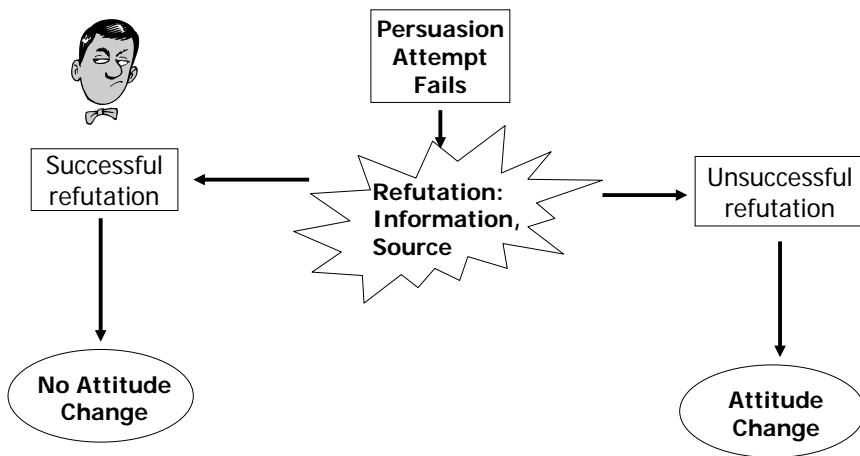 Persuasion
Attempt
Fails
Successful
refutation
Refutation:
Information,
Source
Unsuccessful
refutation
No Attitude
Change
Attitude
Change